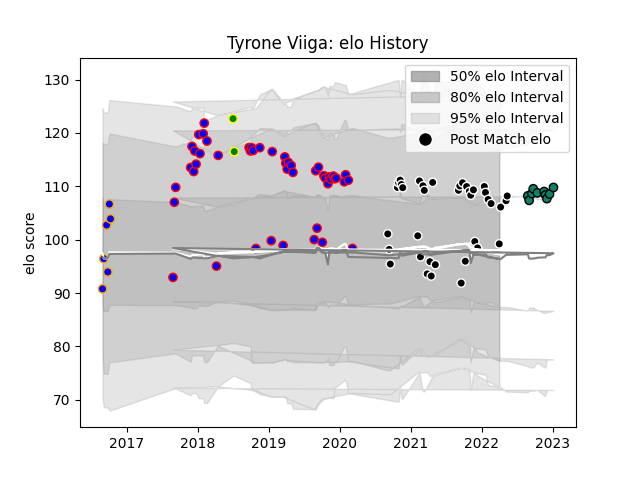 Tyrone Viiga: elo History
elo score
130
120
110
100
90
80
70
50% elo Interval
80% elo Interval
95% elo Interval
Post Match elo
2017
2018
2019
2020
2021
2022
2023